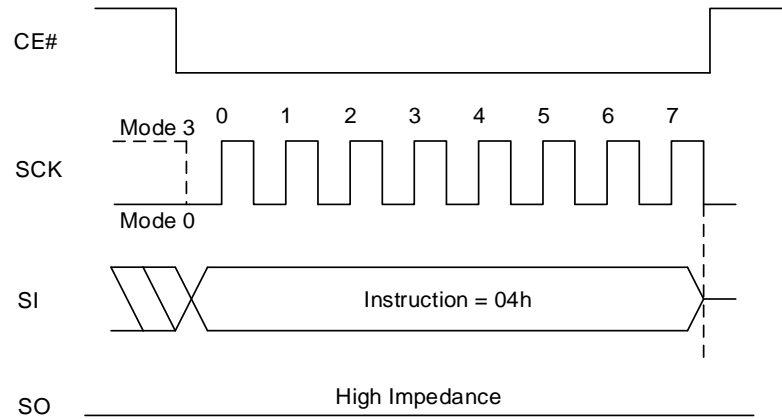 CE#
0 1 2 3 4 5 6 7
Mode 3
SCK
Mode 0
SI
Instruction = 04h
High Impedance
SO